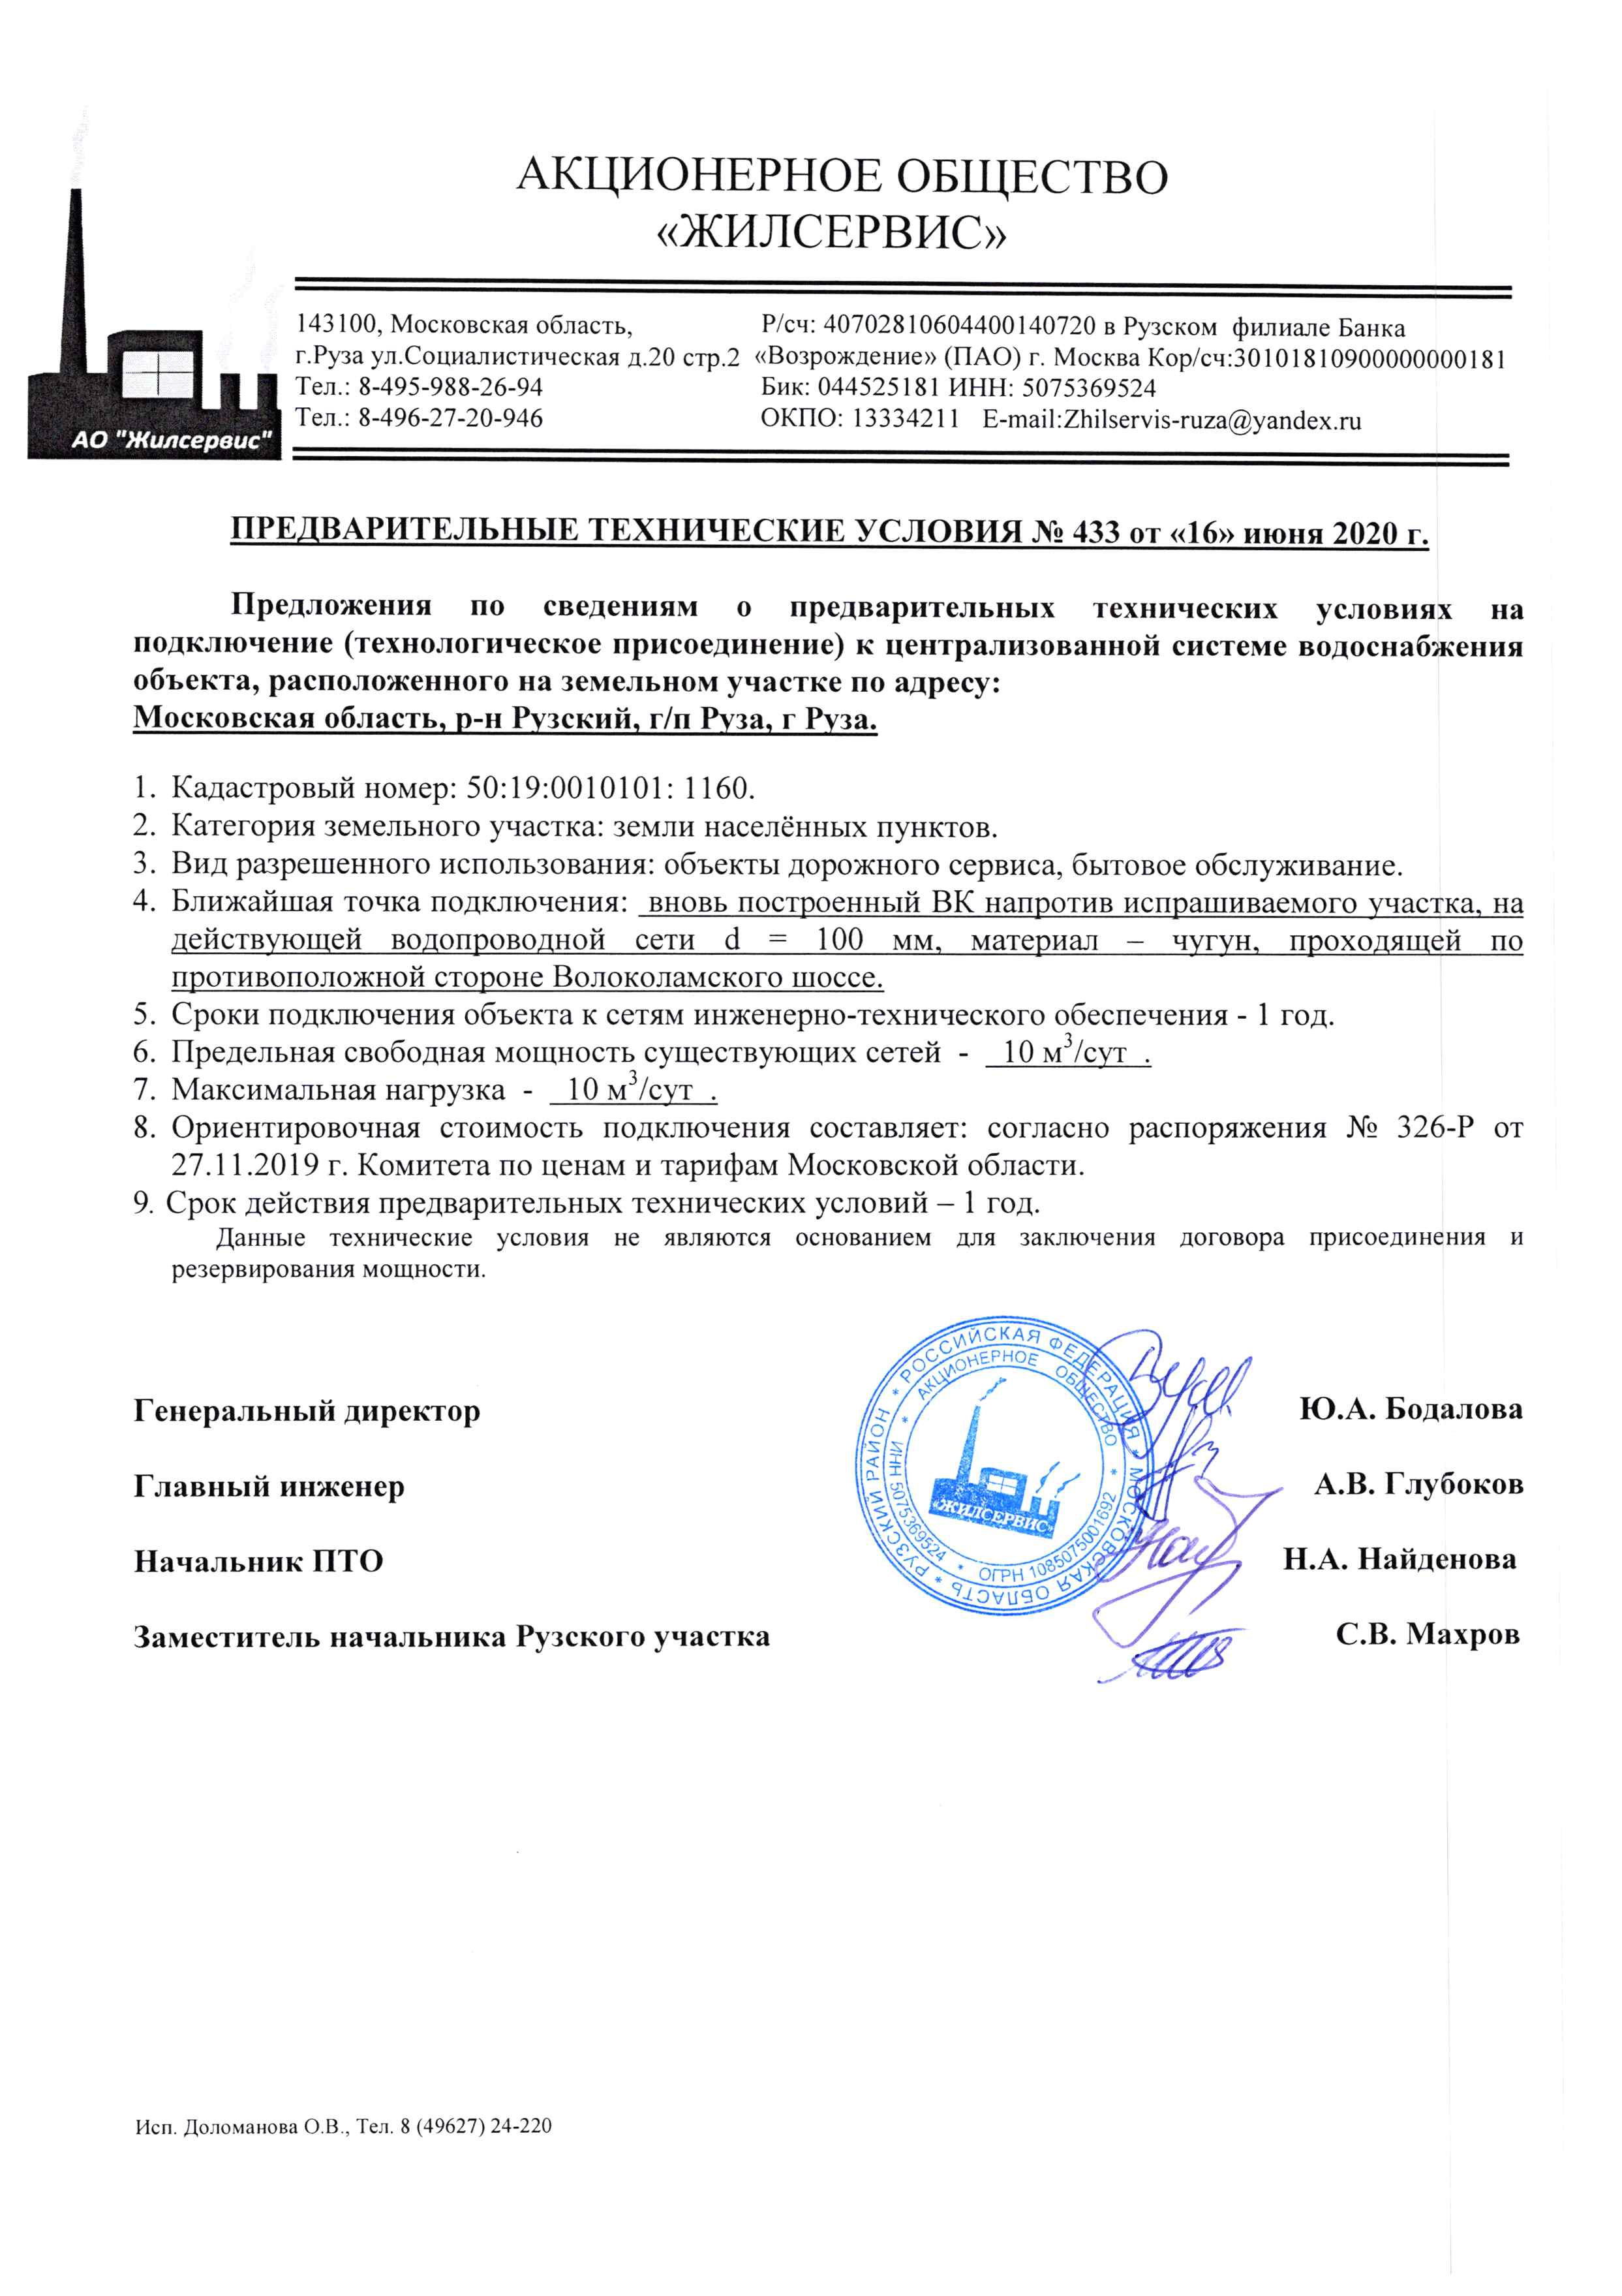 АКЦИОНЕРНОЕ ОБЩЕСТВО
«ЖИЛСЕРВИС»
АО "Жилсервис"
143100, Московская область,
г.Руза ул.Социалистическая д.20 стр.2
Тел.: 8-495-988-26-94
Тел.: 8-496-27-20-946
Р/сч: 40702810604400140720 в Рузском филиале Банка
«Возрождение» (ПАО) г. Москва Кор/сч:30101810900000000181
Бик: 044525181 ИНН: 5075369524
ОКПО: 13334211 E-mail:Zhilservis-ruza@yandex.ru
ПРЕДВАРИТЕЛЬНЫЕ ТЕХНИЧЕСКИЕ УСЛОВИЯ № 433 от «16» июня 2020 г.
Предложения по сведениям о предварительных технических условиях на
подключение (технологическое присоединение) к централизованной системе водоснабжения
объекта, расположенного на земельном участке по адресу:
Московская область, р-н Рузский, г/п Руза, г Руза.
1. Кадастровый номер: 50:19:0010101: 1160.
2. Категория земельного участка: земли населённых пунктов.
3. Вид разрешенного использования: объекты дорожного сервиса, бытовое обслуживание.
4. Ближайшая точка подключения: вновь построенный ВК напротив испрашиваемого участка, на
действующей водопроводной сети d = 100 мм, материал – чугун, проходящей по
противоположной стороне Волоколамского шоссе.
5. Сроки подключения объекта к сетям инженерно-технического обеспечения - 1 год.
6. Предельная свободная мощность существующих сетей - 10 м³/сут .
7. Максимальная нагрузка - 10 м³/сут .
8. Ориентировочная стоимость подключения составляет: согласно распоряжения № 326-Р от
27.11.2019 г. Комитета по ценам и тарифам Московской области.
9. Срок действия предварительных технических условий – 1 год.
Данные технические условия не являются основанием для заключения договора присоединения и
резервирования мощности.
Генеральный директор Ю.А. Бодалова
Главный инженер А.В. Глубоков
Начальник ПТО Н.А. Найденова
Заместитель начальника Рузского участка С.В. Махров
* РОССИЙСКАЯ ФЕДЕРАЦИЯ * МОСКОВСКАЯ ОБЛАСТЬ * РУЗСКИЙ РАЙОН
* АКЦИОНЕРНОЕ ОБЩЕСТВО * ОГРН 1085075001692 * ИНН 5075369524
«ЖИЛСЕРВИС»
Исп. Доломанова О.В., Тел. 8 (49627) 24-220